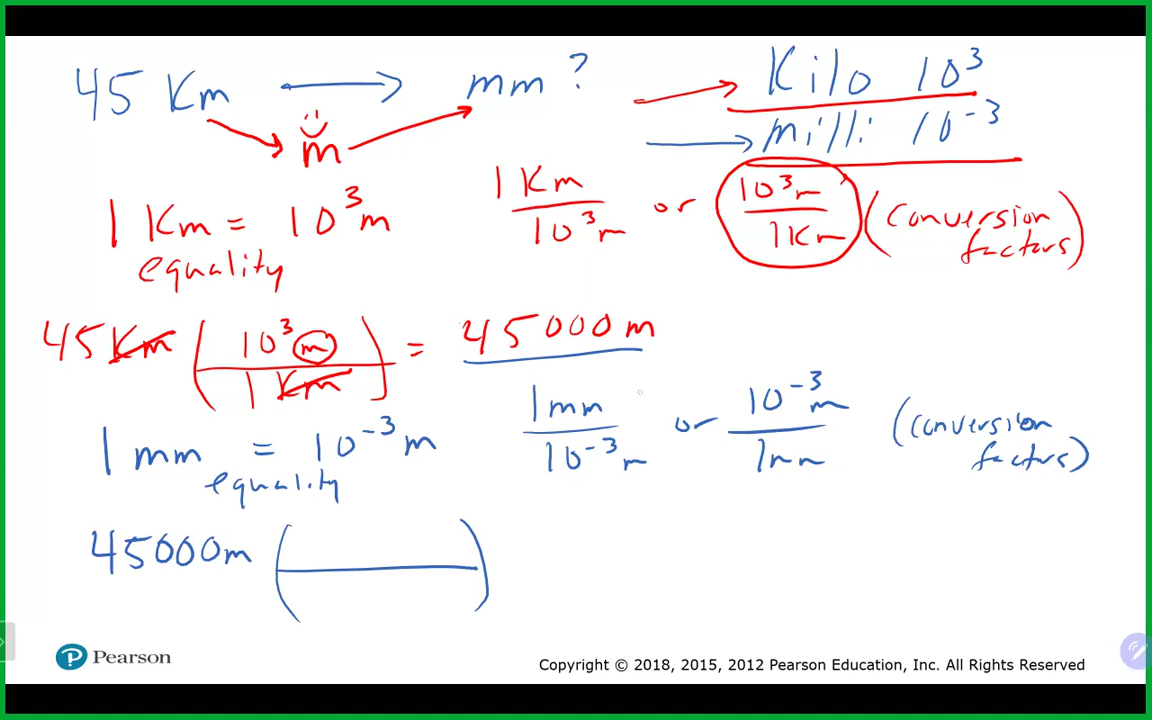 45 Km → mm? → Kilo 10³
m → milli 10⁻³
1 Km = 10³ m 1 Km / 10³ m or 10³ m / 1 Km (conversion factors)
equality
45 Km (10³ m / 1 Km) = 45000 m
1 mm = 10⁻³ m 1 mm / 10⁻³ m or 10⁻³ m / 1 mm (conversion factors)
equality
45000 m ( / )
P Pearson
Copyright © 2018, 2015, 2012 Pearson Education, Inc. All Rights Reserved